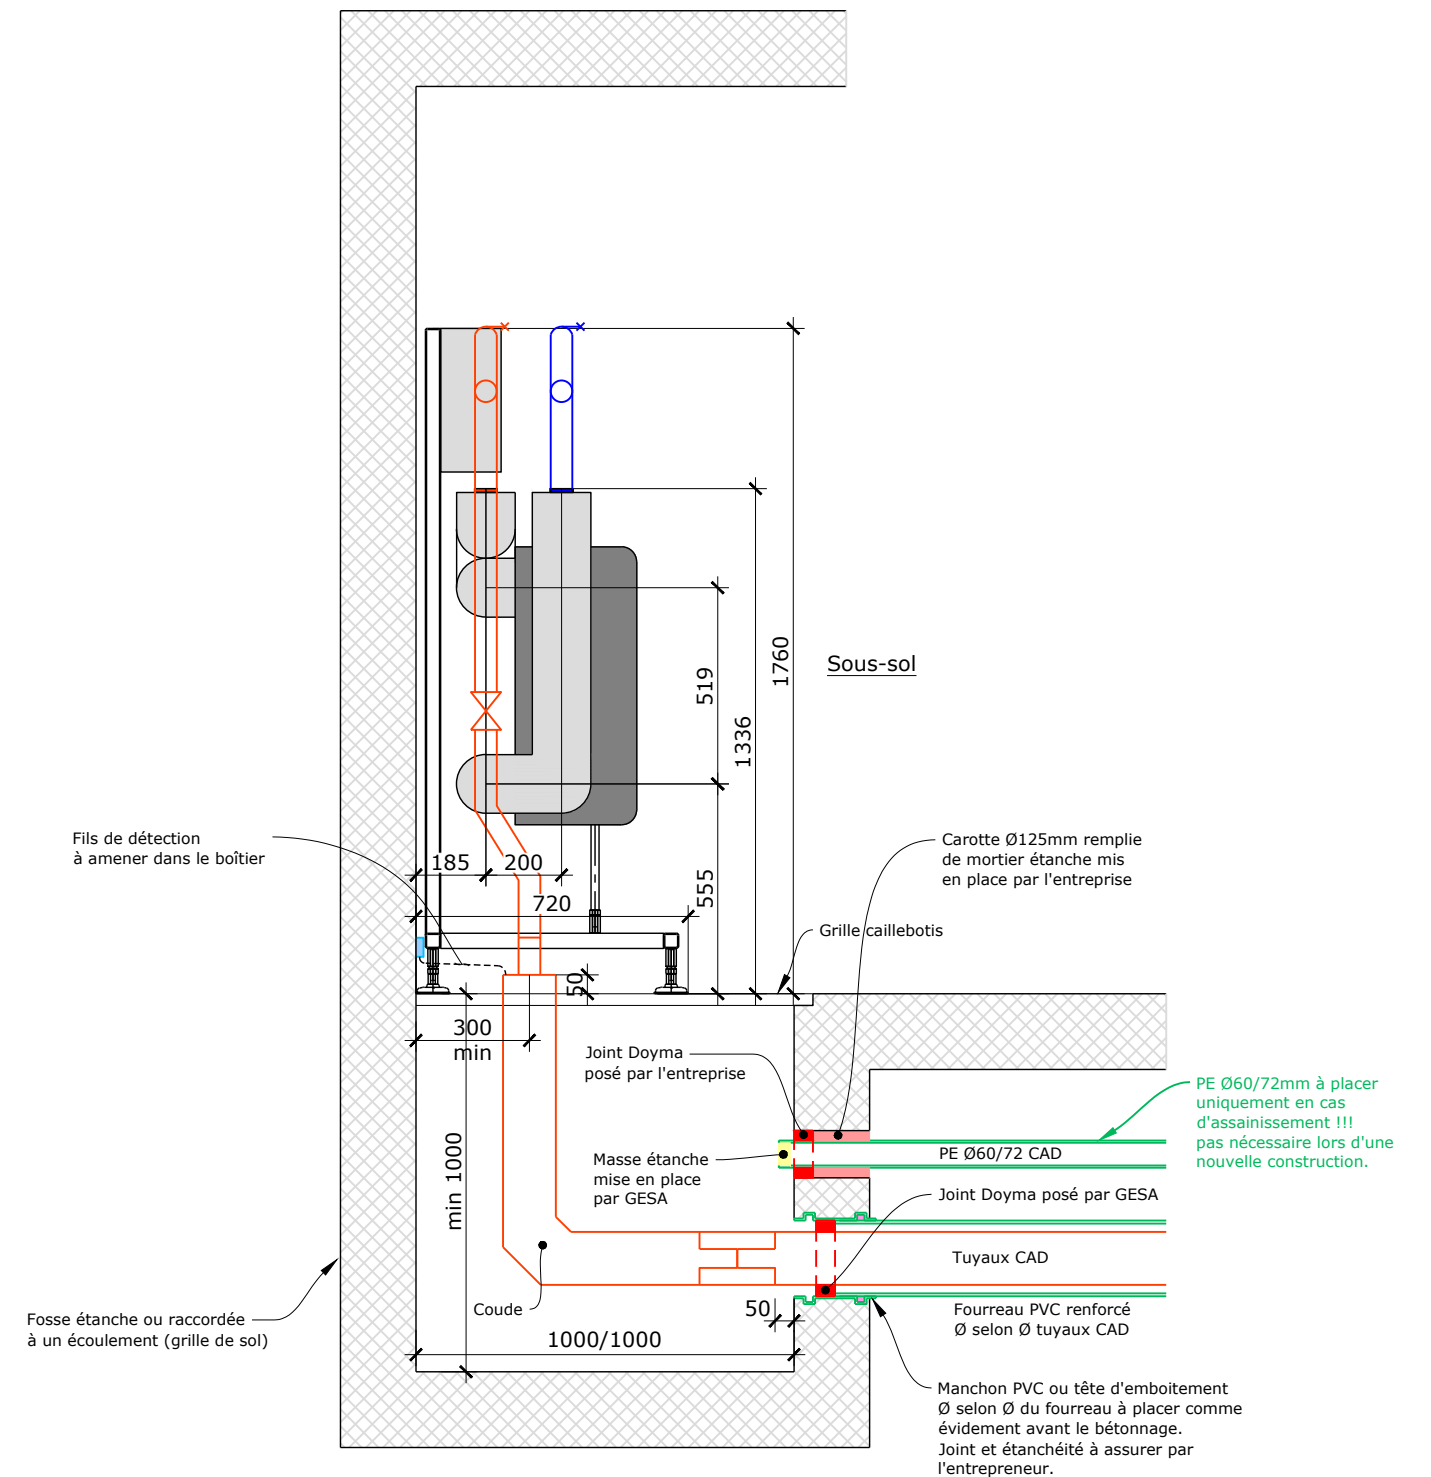 1760
Sous-sol
519
1336
Fils de détection
à amener dans le boîtier
185
200
720
555
Carotte Ø125mm remplie
de mortier étanche mis
en place par l'entreprise
Grille caillebotis
50
300
min
Joint Doyma
posé par l'entreprise
PE Ø60/72mm à placer
uniquement en cas
d'assainissement !!!
pas nécessaire lors d'une
nouvelle construction.
min 1000
Masse étanche
mise en place
par GESA
PE Ø60/72 CAD
Joint Doyma posé par GESA
Tuyaux CAD
Coude
50
Fourreau PVC renforcé
Ø selon Ø tuyaux CAD
Fosse étanche ou raccordée
à un écoulement (grille de sol)
1000/1000
Manchon PVC ou tête d'emboitement
Ø selon Ø du fourreau à placer comme
évidement avant le bétonnage.
Joint et étanchéité à assurer par
l'entrepreneur.